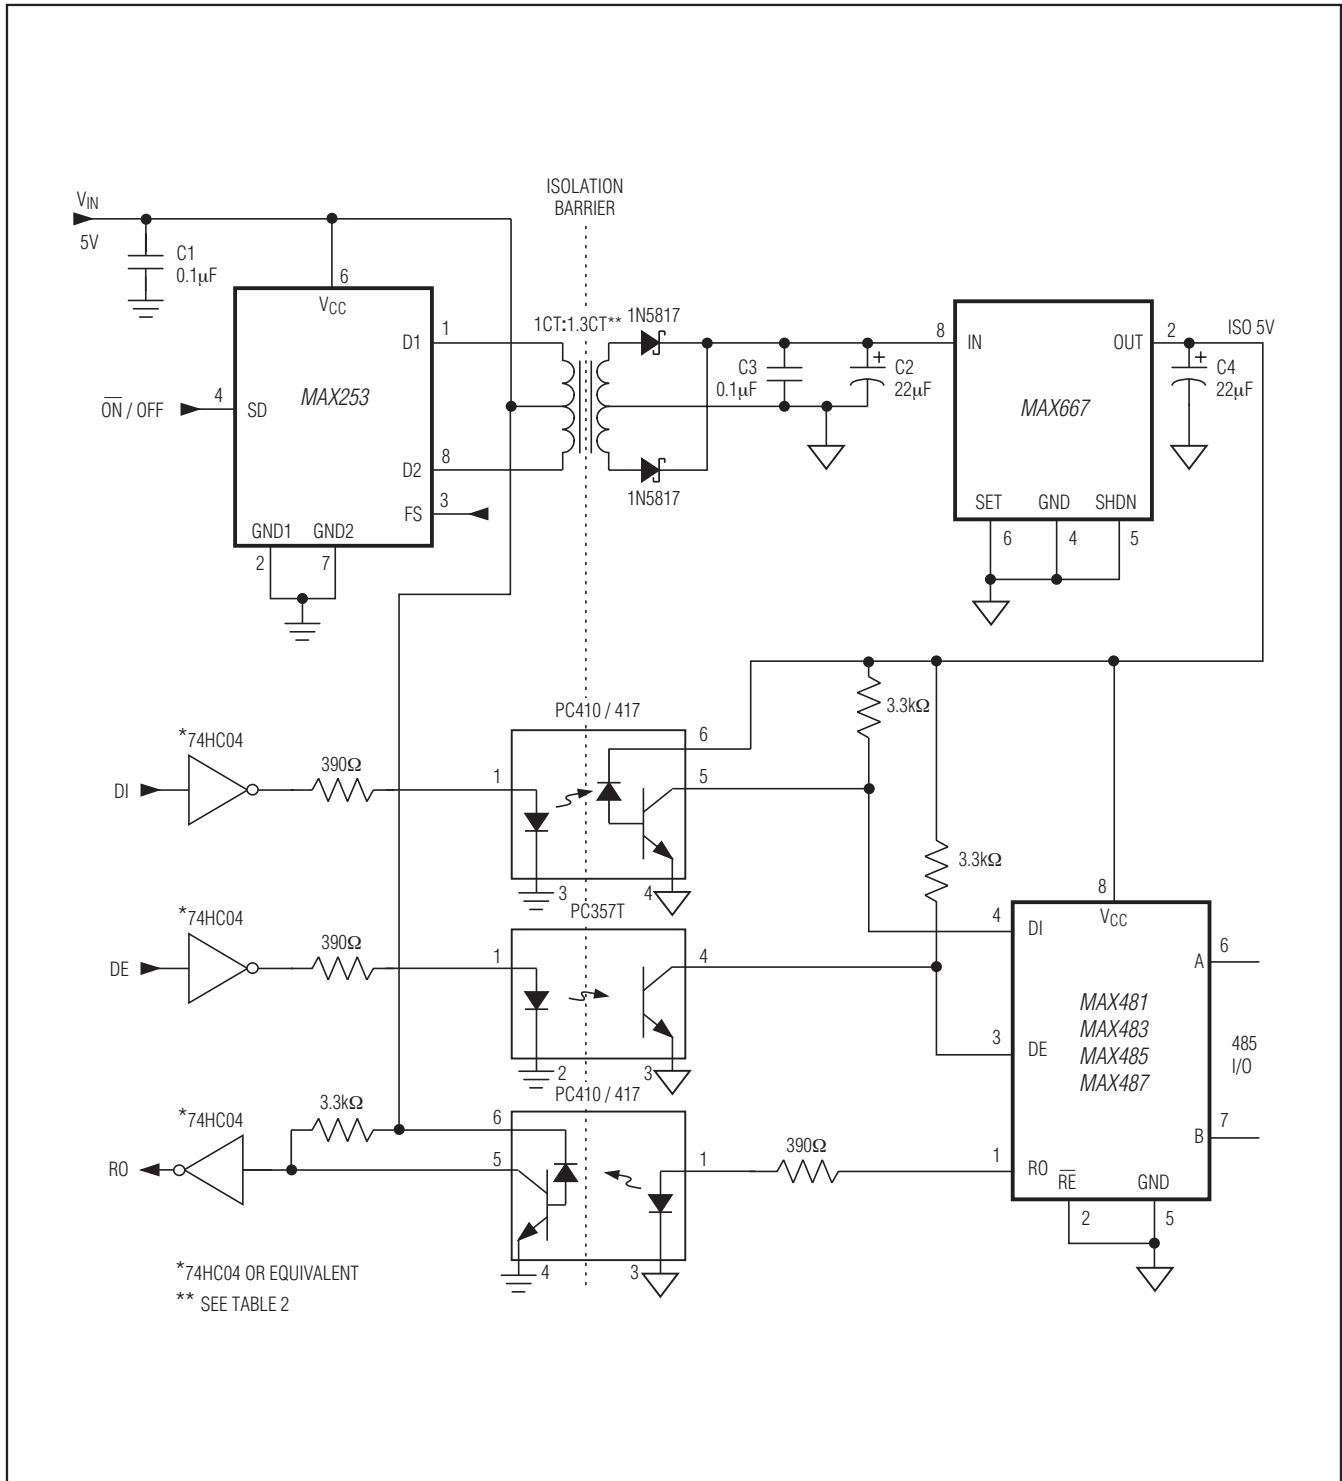 ISOLATION
BARRIER
VIN
5V
C1
0.1µF
6
VCC
1
D1
MAX253
4
SD
ON / OFF
8
D2
3
FS
GND1
GND2
2
7
1CT:1.3CT**
1N5817
1N5817
C3
0.1µF
+
C2
22µF
8
IN
OUT
2
ISO 5V
MAX667
+
C4
22µF
SET
GND
SHDN
6
4
5
PC410 / 417
3.3kΩ
*74HC04
390Ω
DI
1
6
5
3
4
3.3kΩ
PC357T
*74HC04
390Ω
DE
1
4
2
3
8
VCC
4
DI
6
A
MAX481
MAX483
MAX485
MAX487
3
DE
485
I/O
7
B
PC410 / 417
*74HC04
3.3kΩ
6
5
RO
1
390Ω
1
RO
RE
GND
2
5
4
3
*74HC04 OR EQUIVALENT
** SEE TABLE 2